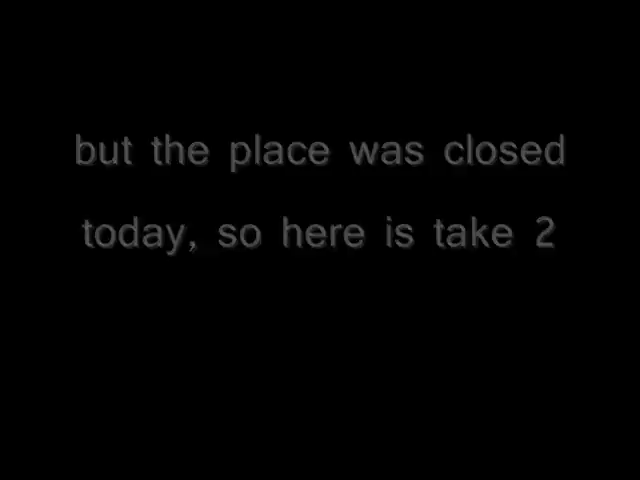 but the place was closed
today, so here is take 2